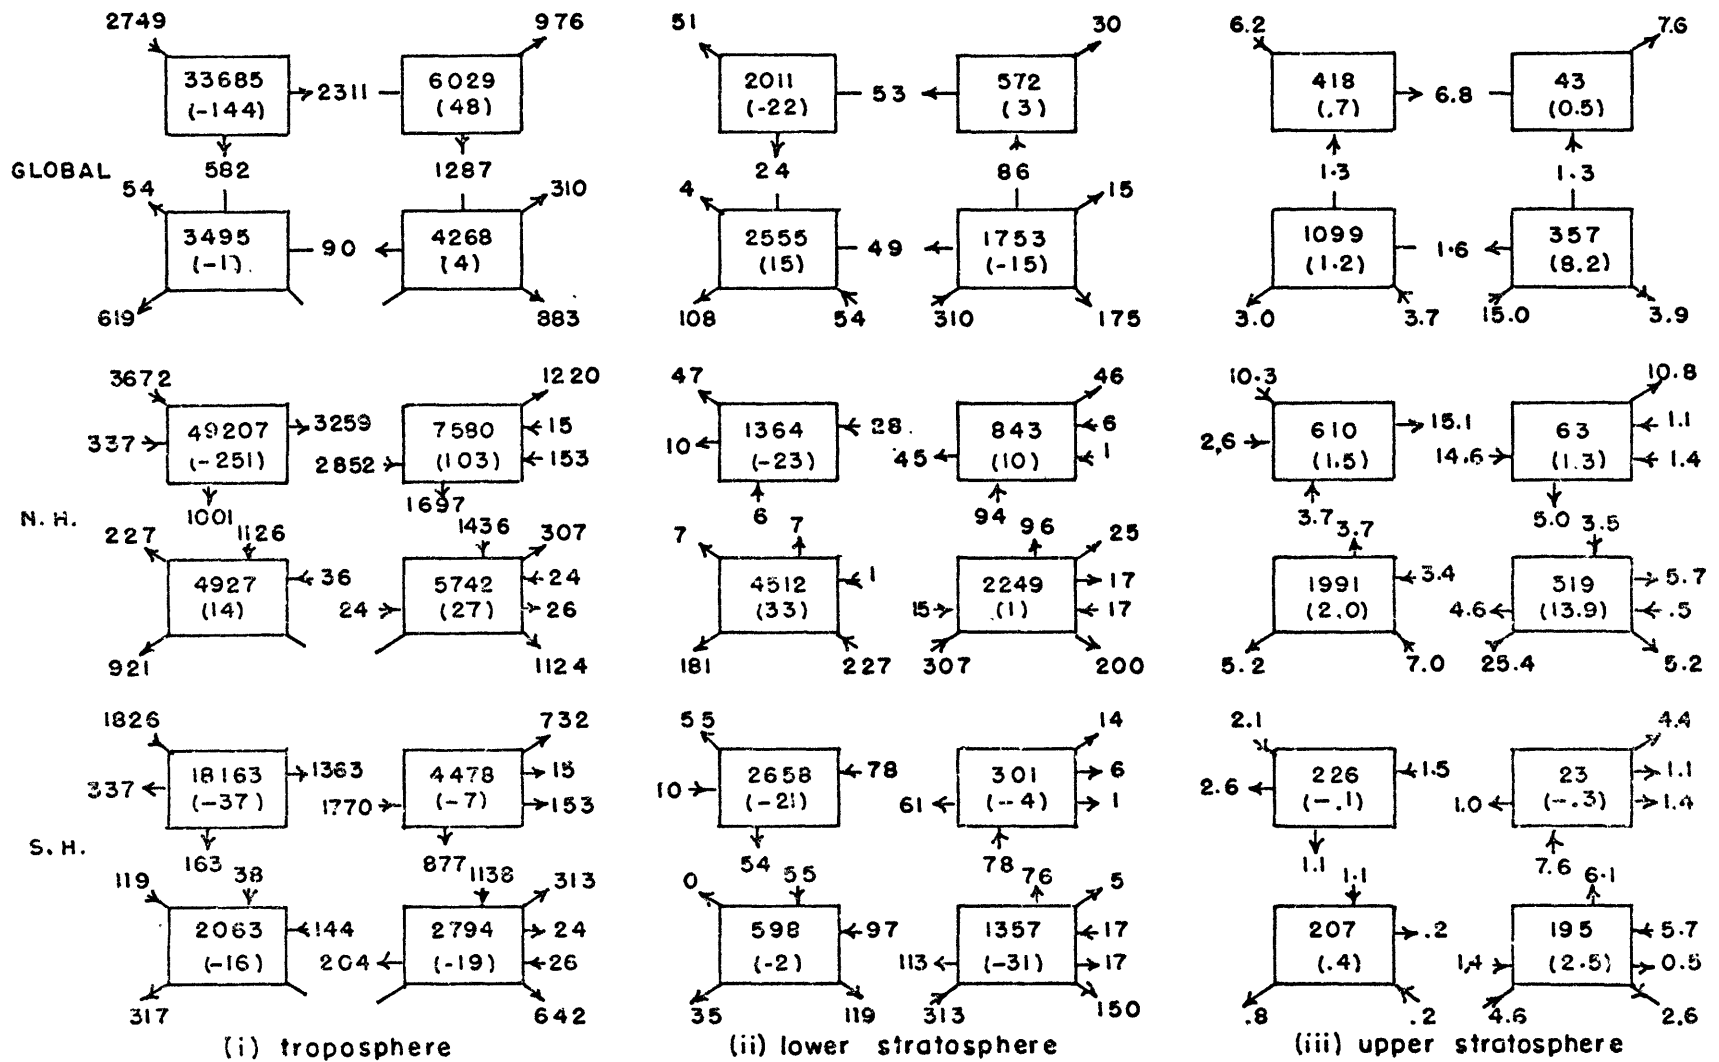 2749 976 51 30 6.2 7.6
33685 6029 2011 572 418 43
(-144) 2311 (48) (-22) 53 (3) (.7) 6.8 (0.5)
GLOBAL 582 1287 24 86 1.3 1.3
54 310 4 15
3495 90 4268 2555 49 1753 1099 1.6 357
(-1) (4) (15) (-15) (1.2) (8.2)
619 883 108 54 310 175 3.0 3.7 15.0 3.9
3672 1220 47 46 10.3 10.8
337 49207 3259 7580 15 10 1364 28. 843 6 2,6 610 15.1 63 1.1
(-251) 2852 (103) 153 (-23) 45 (10) 1 (1.5) 14.6 (1.3) 1.4
N. H. 1001 1697 6 94 3.7 5.0
227 1126 1436 307 7 7 96 25 3.7 3.5
4927 36 5742 24 4512 1 2249 17 1991 3.4 319 5.7
(14) 24 (27) 26 (33) 15 (1) 17 (2.0) 4.6 (13.9) .5
921 1124 181 227 307 200 5.2 7.0 25.4 5.2
1826 732 55 14 2.1 4.4
337 18163 1363 4478 15 10 2658 78 301 6 2.6 226 1.5 23 1.1
(-37) 1770 (-7) 153 (-21) 61 (-4) 1 (-.1) 1.0 (-.3) 1.4
S. H. 163 877 54 78 1.1 7.6
119 38 1138 313 0 55 76 5 1.1 6.1
2063 144 2794 24 598 97 1357 17 207 .2 195 5.7
(-16) 204 (-19) 26 (-2) 113 (-31) 17 (.4) 1,4 (2.5) 0.5
317 642 35 119 313 150 .8 .2 4.6 2.6
(i) troposphere (ii) lower stratosphere (iii) upper stratosphere